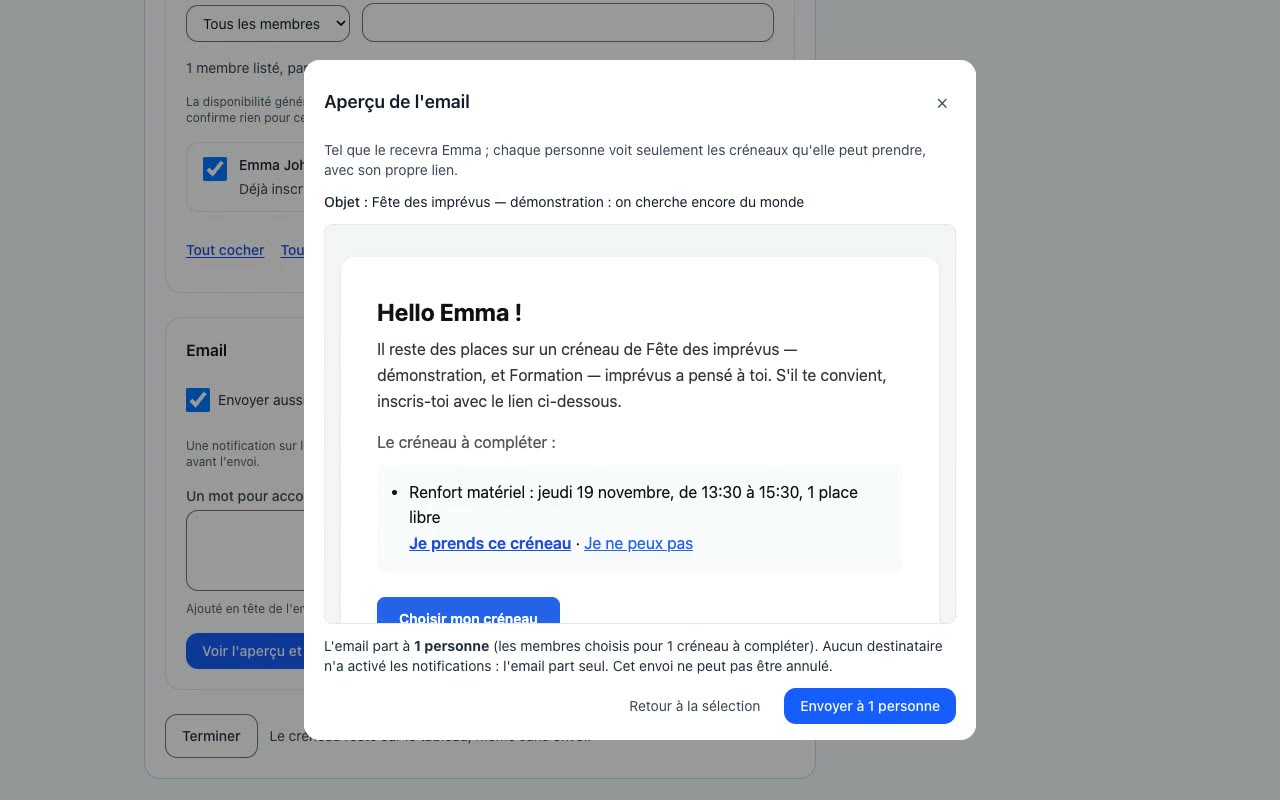 Tous les membres
1 membre listé, par
La disponibilité génér
confirme rien pour ce
Emma Joh
Déjà inscr
Tout cocher Tou
Email
Envoyer auss
Une notification sur l
avant l'envoi.
Un mot pour acco
Ajouté en tête de l'er
Voir l'aperçu et
Terminer
Aperçu de l'email
×
Tel que le recevra Emma ; chaque personne voit seulement les créneaux qu'elle peut prendre,
avec son propre lien.
Objet : Fête des imprévus — démonstration : on cherche encore du monde
Hello Emma !
Il reste des places sur un créneau de Fête des imprévus —
démonstration, et Formation — imprévus a pensé à toi. S'il te convient,
inscris-toi avec le lien ci-dessous.
Le créneau à compléter :
• Renfort matériel : jeudi 19 novembre, de 13:30 à 15:30, 1 place
libre
Je prends ce créneau · Je ne peux pas
Choisir mon créneau
L'email part à 1 personne (les membres choisis pour 1 créneau à compléter). Aucun destinataire
n'a activé les notifications : l'email part seul. Cet envoi ne peut pas être annulé.
Retour à la sélection
Envoyer à 1 personne